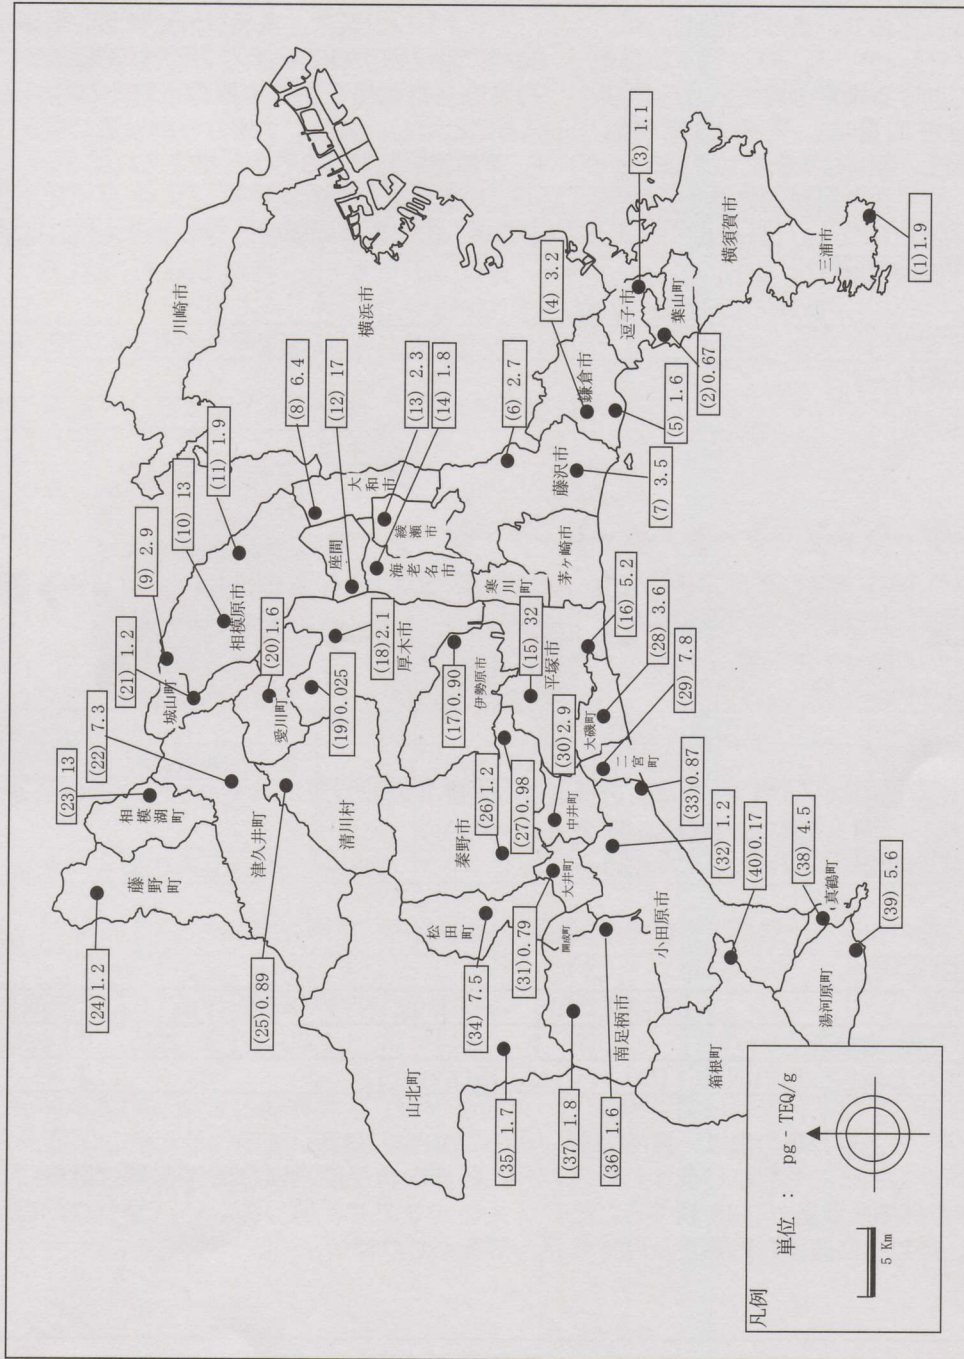 川崎市
横浜市
(8) 6.4
(12) 17
(13) 2.3
(14) 1.8
(6) 2.7
(4) 3.2
(3) 1.1
横須賀市
三浦市
(1)1.9
逗子市
葉山町
(2)0.67
鎌倉市
(5) 1.6
藤沢市
(7) 3.5
(11) 1.9
(10) 13
(9) 2.9
相模原市
大和市
座間
綾瀬市
海老名市
寒川町
茅ヶ崎市
(21) 1.2
城山町
(20)1.6
愛川町
(18)2.1
厚木市
(19)0.025
(17)0.90
伊勢原市
(15) 32
平塚市
(16) 5.2
(28) 3.6
(29) 7.8
大磯町
二宮町
(22) 7.3
(23) 13
相模湖町
津久井町
清川村
秦野市
(26)1.2
(27)0.98
(30)2.9
中井町
(33)0.87
(32) 1.2
藤野町
(24)1.2
(25)0.89
松田町
大井町
(31)0.79
(34) 7.5
開成町
小田原市
(40)0.17
(38) 4.5
真鶴町
(39) 5.6
湯河原町
山北町
(35) 1.7
(37) 1.8
(36) 1.6
南足柄市
箱根町
凡例
単位 : pg - TEQ/g
5 Km